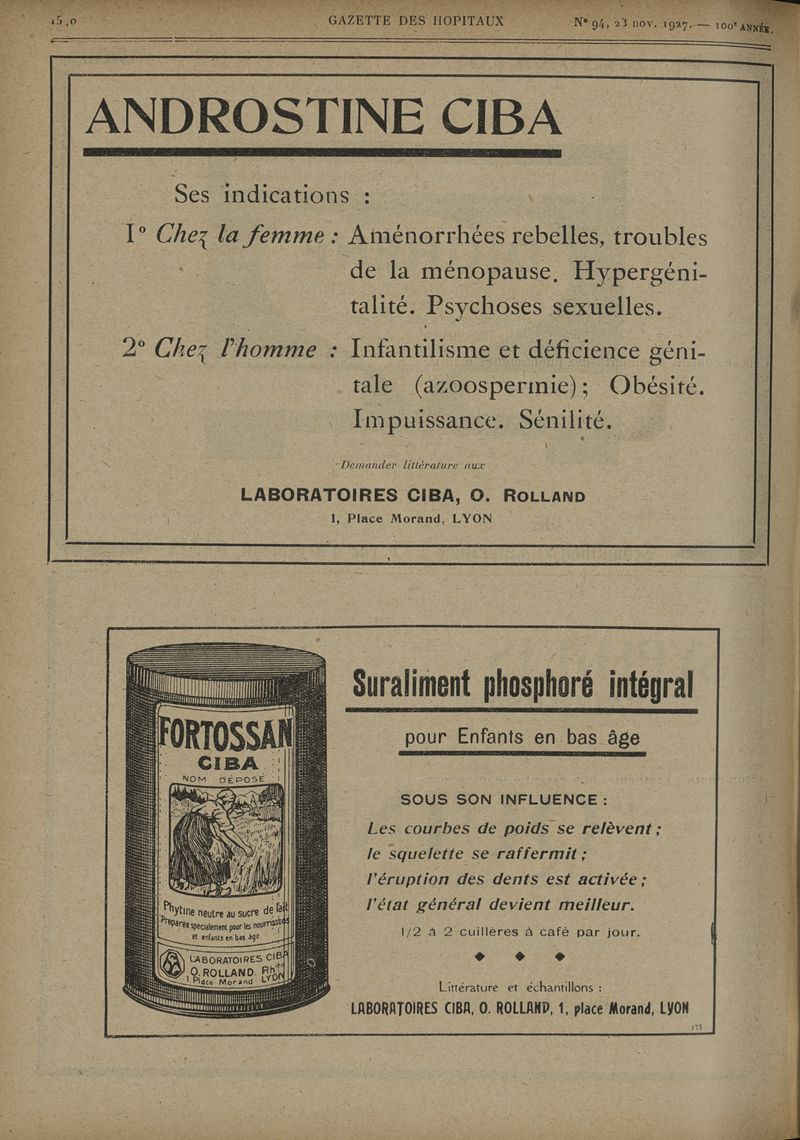 GAZETTE DES HOPITAUX
N° 94, 23 nov. 1927. — 100e ANNÉE.
ANDROSTINE CIBA
Ses indications :
1° Chez la femme : Aménorrhées rebelles, troubles
de la ménopause. Hypergéni-
talité. Psychoses sexuelles.
2° Chez l'homme : Infantilisme et déficience géni-
tale (azoospermie) ; Obésité.
Impuissance. Sénilité.
Demander littérature aux
LABORATOIRES CIBA, O. ROLLAND
1, Place Morand, LYON
FORTOSSAN
CIBA
NOM DÉPOSÉ
Phytine neutre au sucre de lait
Préparée spécialement pour les nourrissons
et enfants en bas âge
LABORATOIRES CIBA
O. ROLLAND, Phien
1 Place Morand LYON
Suraliment phosphoré intégral
pour Enfants en bas âge
SOUS SON INFLUENCE :
Les courbes de poids se relèvent ;
le squelette se raffermit ;
l'éruption des dents est activée ;
l'état général devient meilleur.
1/2 à 2 cuillères à café par jour.
Littérature et échantillons :
LABORATOIRES CIBA, O. ROLLAND, 1, place Morand, LYON
175